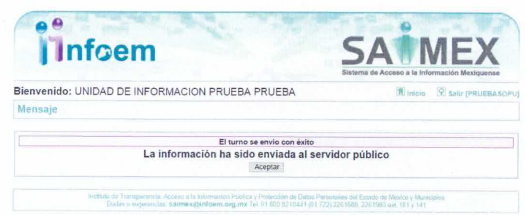 infoem
SAIMEX
Sistema de Acceso a la Información Mexiquense
Bienvenido: UNIDAD DE INFORMACION PRUEBA PRUEBA
Inicio Salir [PRUEBASOPU]
Mensaje
El turno se envio con éxito
La información ha sido enviada al servidor público
Aceptar
Instituto de Transparencia, Acceso a la Información Pública y Protección de Datos Personales del Estado de México y Municipios
Dudas o sugerencias: saimex@infoem.org.mx Tel. 01 800 8210441 (01 722) 2261980, 2261983 ext. 101 y 141